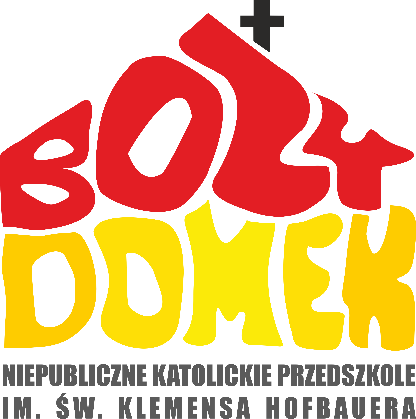 BOŻY
DOMEK
NIEPUBLICZNE KATOLICKIE PRZEDSZKOLE
IM. ŚW. KLEMENSA HOFBAUERA